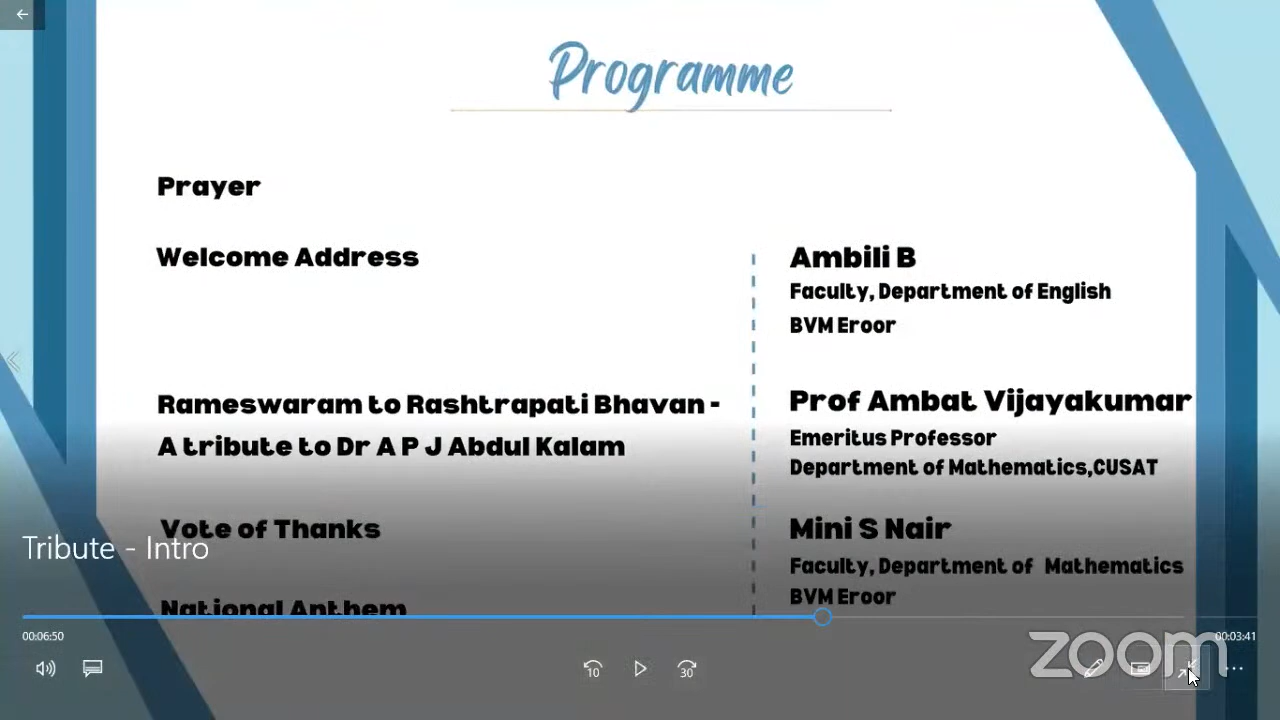 Programme
Prayer
Welcome Address
Ambili B
Faculty, Department of English
BVM Eroor
Rameswaram to Rashtrapati Bhavan -
A tribute to Dr A P J Abdul Kalam
Prof Ambat Vijayakumar
Emeritus Professor
Department of Mathematics,CUSAT
Vote of Thanks
Mini S Nair
Faculty, Department of Mathematics
BVM Eroor
National Anthem
Tribute - Intro
00:06:50
00:03:41
10
30
zoom